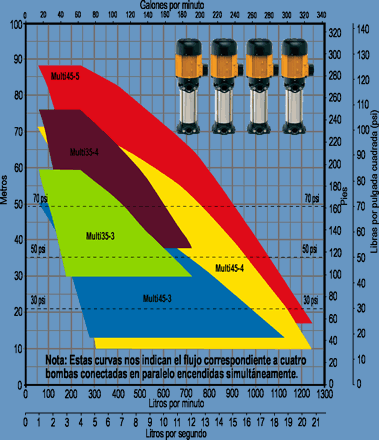 Galones por minuto
0 20 40 60 80 100 120 140 160 180 200 220 240 260 280 300 320 340
100
90
80
70
60
50
40
30
20
10
0
Metros
320
300
280
260
240
220
200
180
160
140
120
100
80
60
40
20
0
Pies
140
130
120
110
100
90
80
70
60
50
40
30
20
10
0
Libras por pulgada cuadrada (psi)
Multi45-5
Multi35-4
Multi35-3
Multi45-4
Multi45-3
70 psi
70 psi
50 psi
50 psi
30 psi
30 psi
Nota: Estas curvas nos indican el flujo correspondiente a cuatro
bombas conectadas en paralelo encendidas simultáneamente.
0 100 200 300 400 500 600 700 800 900 1000 1100 1200 1300
Litros por minuto
0 1 2 3 4 5 6 7 8 9 10 11 12 13 14 15 16 17 18 19 20 21
Litros por segundo